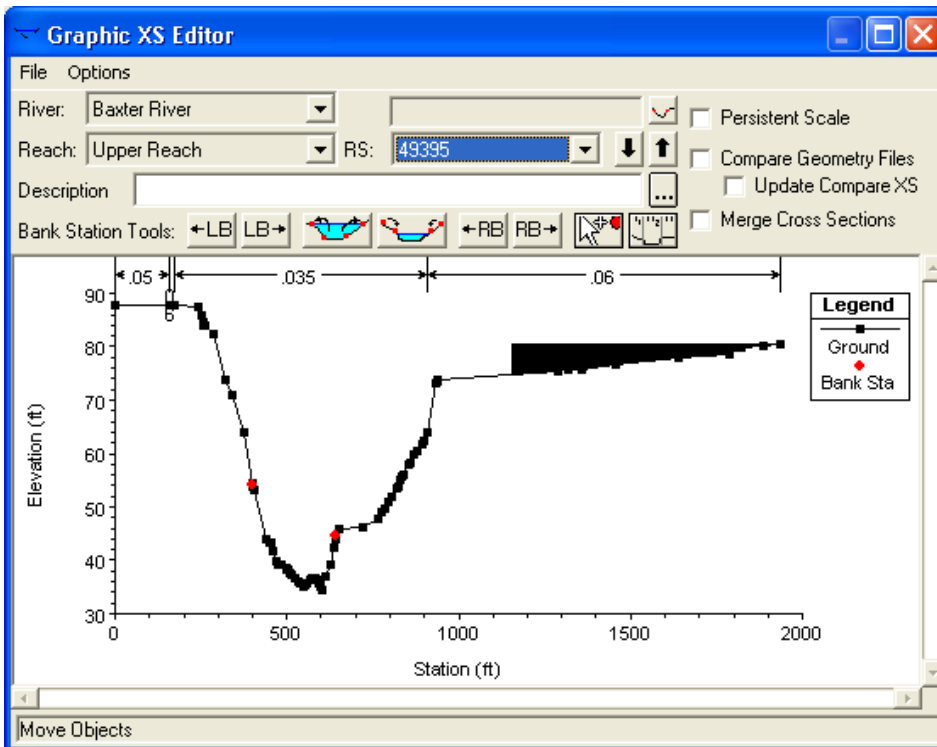 Graphic XS Editor
File Options
River: Baxter River
Persistent Scale
Reach: Upper Reach RS: 49395
Compare Geometry Files
Update Compare XS
Description ...
Merge Cross Sections
Bank Station Tools: LB LB RB RB
.05 .035 .06
90
80
70
60
50
40
30
0 500 1000 1500 2000
Elevation (ft)
Station (ft)
Legend
Ground
Bank Sta
Move Objects